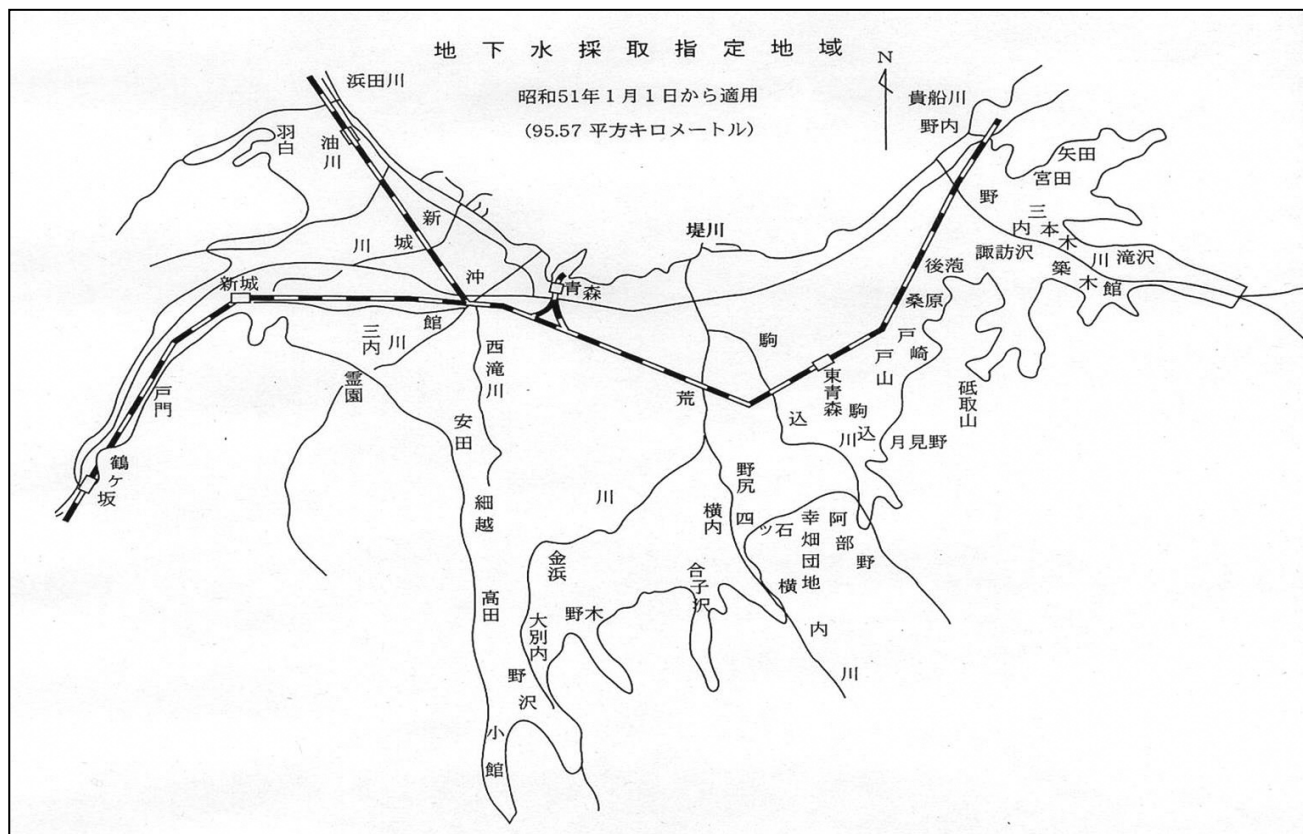 地下水採取指定地域
昭和51年1月1日から適用
(95.57 平方キロメートル)
N
浜田川
羽白
油川
新城川
新城
沖館川
三内
霊園
戸門
鶴ヶ坂
青森
西滝川
安田
細越
高田
小館
野沢
大別内
金浜
野木
合子沢
荒川
堤川
駒込川
東青森
駒込
月見野
野尻
横内
四ッ石
幸畑団地
阿部野
横内川
貴船川
野内
矢田
宮田
野内川
三本木
滝沢
諏訪沢
築木館
後萢
桑原
戸崎
戸山
砥取山